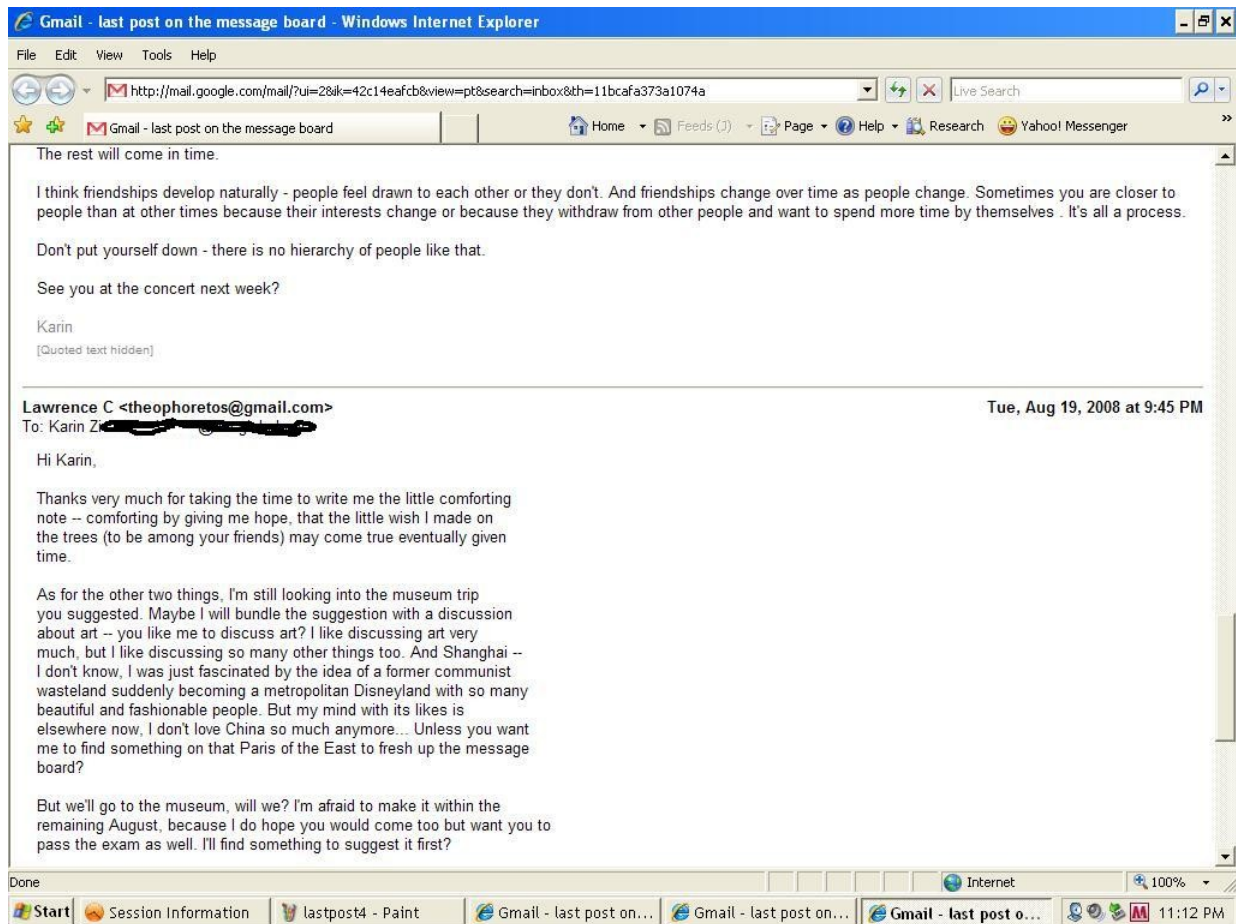 Gmail - last post on the message board - Windows Internet Explorer
File Edit View Tools Help
http://mail.google.com/mail/?ui=2&ik=42c14eafcb&view=pt&search=inbox&th=11bcafa373a1074a Live Search
Gmail - last post on the message board Home Feeds (J) Page Help Research Yahoo! Messenger »
The rest will come in time.
I think friendships develop naturally - people feel drawn to each other or they don't. And friendships change over time as people change. Sometimes you are closer to
people than at other times because their interests change or because they withdraw from other people and want to spend more time by themselves . It's all a process.
Don't put yourself down - there is no hierarchy of people like that.
See you at the concert next week?
Karin
[Quoted text hidden]
Lawrence C <theophoretos@gmail.com> Tue, Aug 19, 2008 at 9:45 PM
To: Karin
Hi Karin,
Thanks very much for taking the time to write me the little comforting
note -- comforting by giving me hope, that the little wish I made on
the trees (to be among your friends) may come true eventually given
time.
As for the other two things, I'm still looking into the museum trip
you suggested. Maybe I will bundle the suggestion with a discussion
about art -- you like me to discuss art? I like discussing art very
much, but I like discussing so many other things too. And Shanghai --
I don't know, I was just fascinated by the idea of a former communist
wasteland suddenly becoming a metropolitan Disneyland with so many
beautiful and fashionable people. But my mind with its likes is
elsewhere now, I don't love China so much anymore... Unless you want
me to find something on that Paris of the East to fresh up the message
board?
But we'll go to the museum, will we? I'm afraid to make it within the
remaining August, because I do hope you would come too but want you to
pass the exam as well. I'll find something to suggest it first?
Done Internet 100%
Start Session Information lastpost4 - Paint Gmail - last post on... Gmail - last post on... Gmail - last post o... 11:12 PM